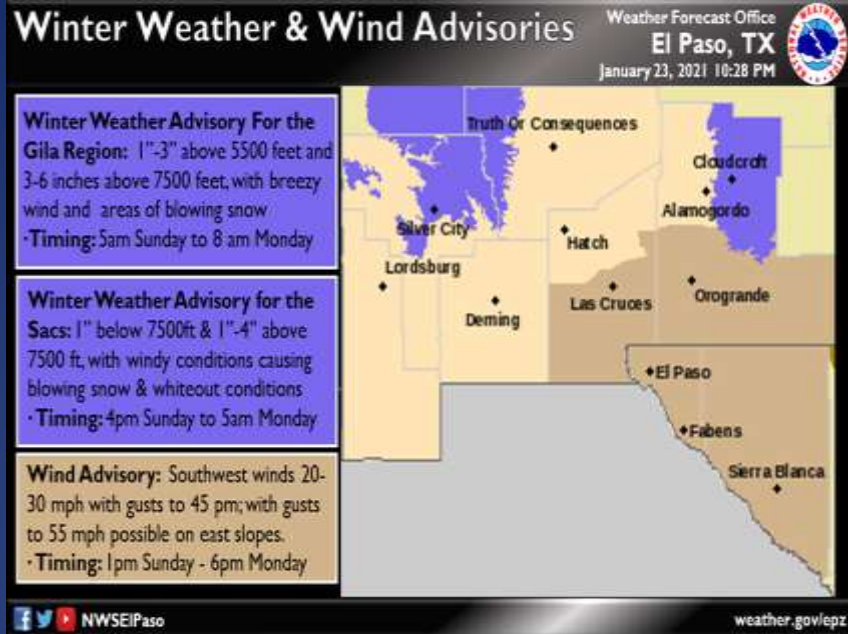 Winter Weather & Wind Advisories
Weather Forecast Office
El Paso, TX
January 23, 2021 10:28 PM
NATIONAL WEATHER SERVICE
Winter Weather Advisory For the
Gila Region: 1"-3" above 5500 feet and
3-6 inches above 7500 feet, with breezy
wind and areas of blowing snow
·Timing: 5am Sunday to 8 am Monday
Winter Weather Advisory for the
Sacs: 1" below 7500ft & 1"-4" above
7500 ft, with windy conditions causing
blowing snow & whiteout conditions
·Timing: 4pm Sunday to 5am Monday
Wind Advisory: Southwest winds 20-
30 mph with gusts to 45 pm; with gusts
to 55 mph possible on east slopes.
·Timing: 1pm Sunday - 6pm Monday
Truth Or Consequences
Cloudcroft
Alamogordo
Silver City
Hatch
Lordsburg
Las Cruces
Orogrande
Deming
El Paso
Fabens
Sierra Blanca
NWSElPaso
weather.gov/epz